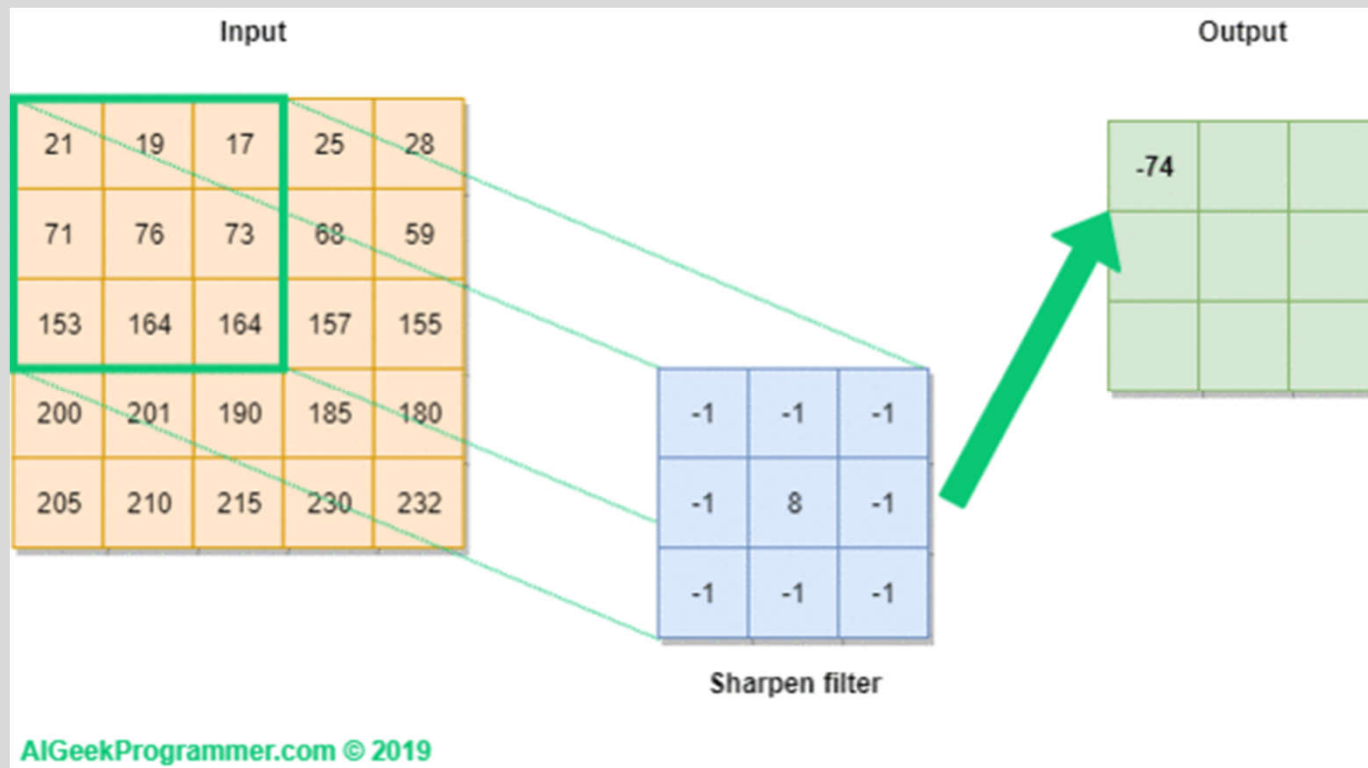 Input
Output
21 19 17 25 28
71 76 73 68 59
153 164 164 157 155
200 201 190 185 180
205 210 215 230 232
-74
-1 -1 -1
-1 8 -1
-1 -1 -1
Sharpen filter
AIGeekProgrammer.com © 2019